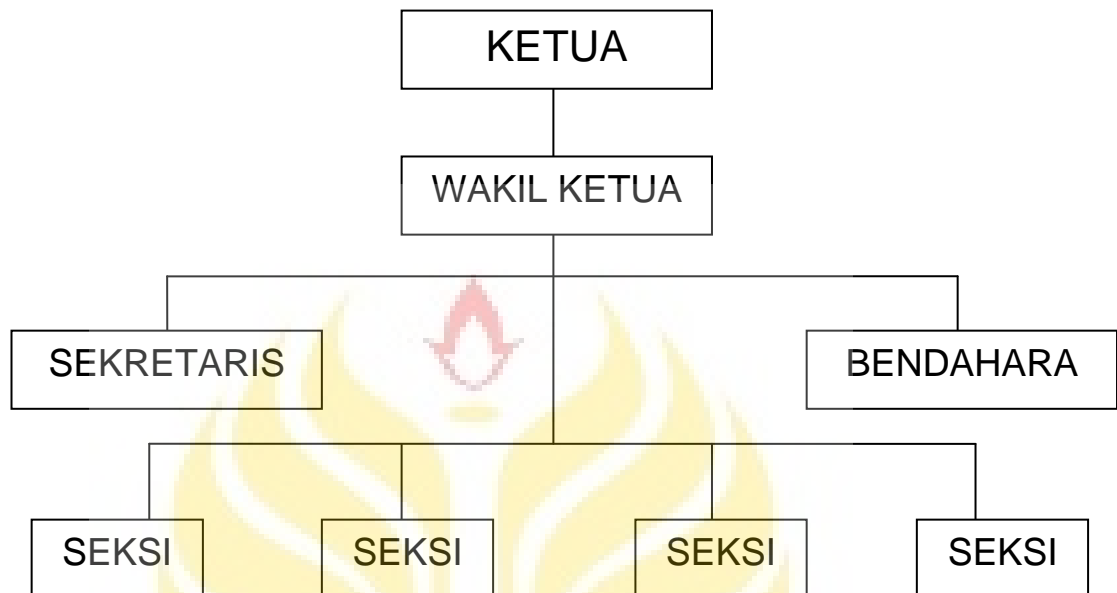 KETUA
WAKIL KETUA
SEKRETARIS
BENDAHARA
SEKSI
SEKSI
SEKSI
SEKSI